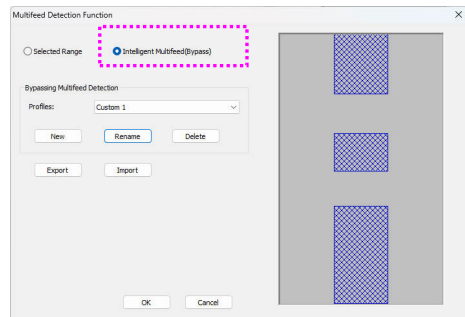 Multifeed Detection Function
Selected Range
Intelligent Multifeed(Bypass)
Bypassing Multifeed Detection
Profiles:
Custom 1
New
Rename
Delete
Export
Import
OK
Cancel